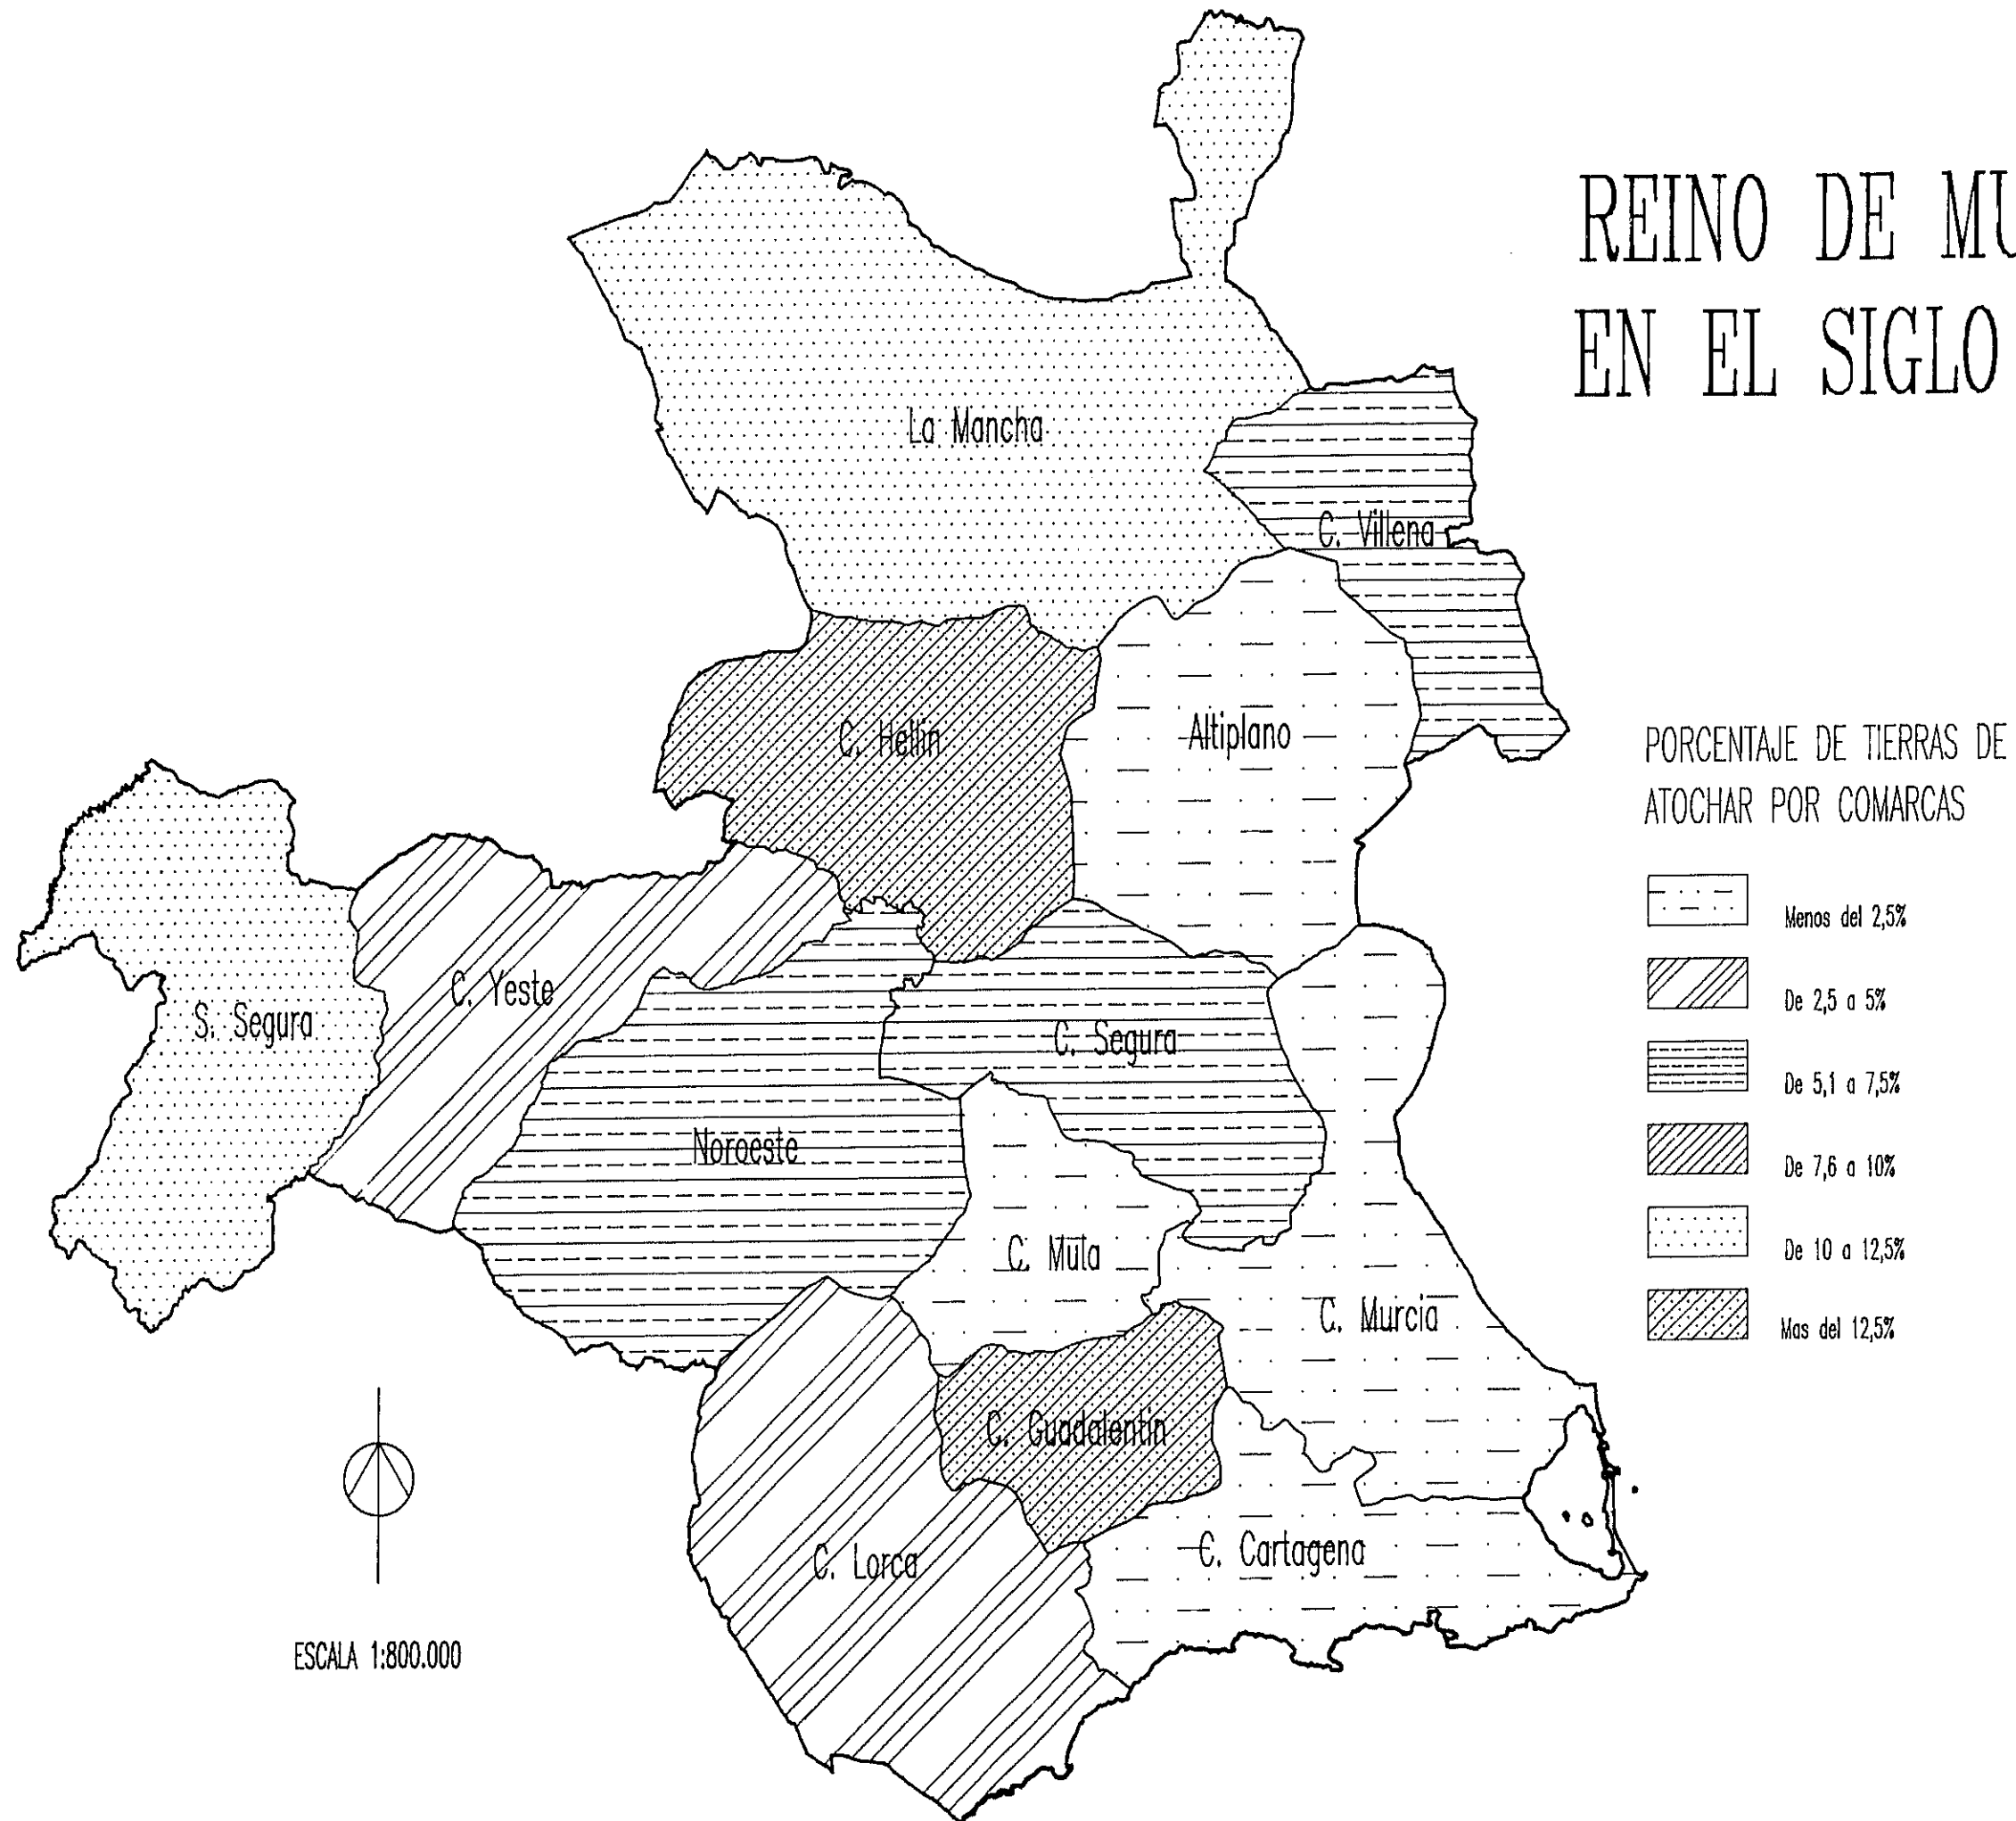 REINO DE MU
EN EL SIGLO
La Mancha
C. Villena
C. Hellin
Altiplano
PORCENTAJE DE TIERRAS DE
ATOCHAR POR COMARCAS
Menos del 2,5%
De 2,5 a 5%
De 5,1 a 7,5%
De 7,6 a 10%
De 10 a 12,5%
Mas del 12,5%
C. Yeste
S. Segura
C. Segura
Noroeste
C. Mula
C. Murcia
C. Guadalentin
C. Lorca
C. Cartagena
ESCALA 1:800.000